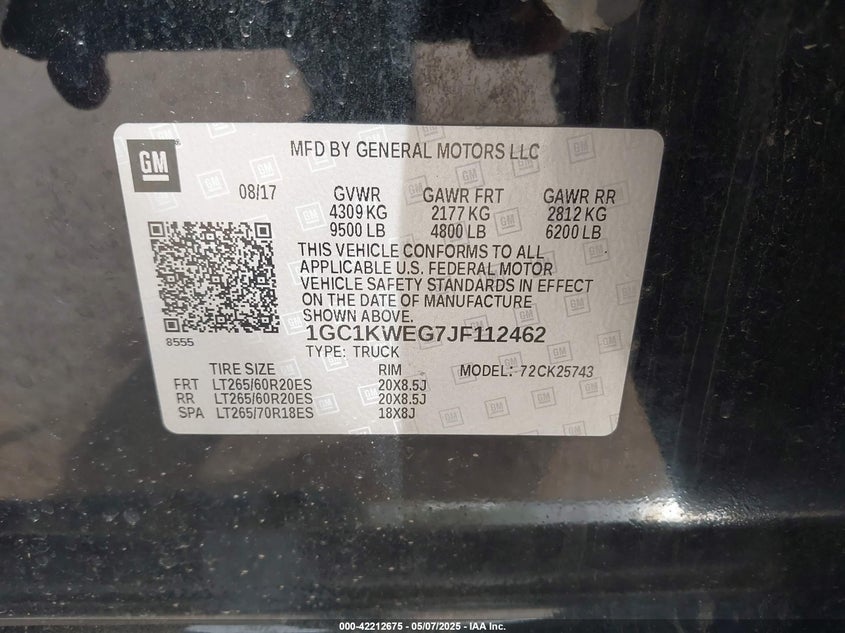 GM
MFD BY GENERAL MOTORS LLC
08/17
GVWR GAWR FRT GAWR RR
4309 KG 2177 KG 2812 KG
9500 LB 4800 LB 6200 LB
THIS VEHICLE CONFORMS TO ALL
APPLICABLE U.S. FEDERAL MOTOR
VEHICLE SAFETY STANDARDS IN EFFECT
ON THE DATE OF MANUFACTURE
SHOWN ABOVE.
8555
1GC1KWEG7JF112462
TYPE: TRUCK
TIRE SIZE RIM MODEL: 72CK25743
FRT LT265/60R20ES 20X8.5J
RR LT265/60R20ES 20X8.5J
SPA LT265/70R18ES 18X8J
000-42212675 — 05/07/2025 — IAA Inc.